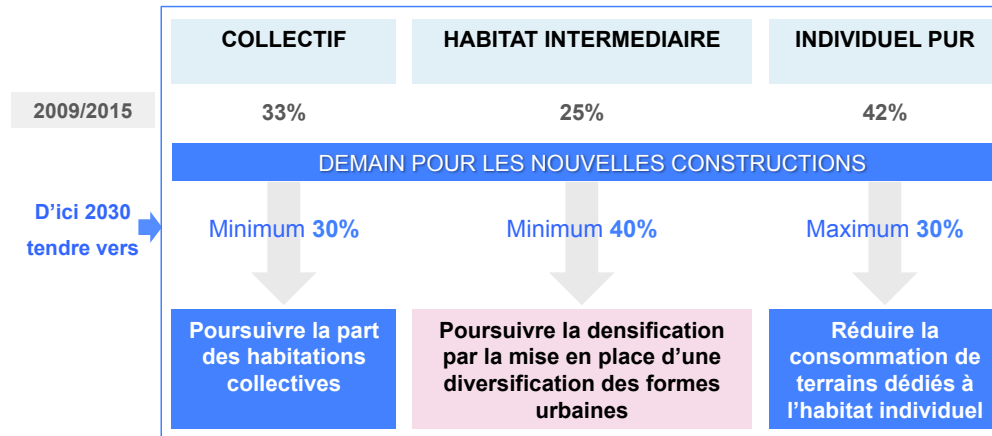 COLLECTIF
HABITAT INTERMEDIAIRE
INDIVIDUEL PUR
2009/2015
33%
25%
42%
DEMAIN POUR LES NOUVELLES CONSTRUCTIONS
D’ici 2030
tendre vers
Minimum 30%
Minimum 40%
Maximum 30%
Poursuivre la part
des habitations
collectives
Poursuivre la densification
par la mise en place d’une
diversification des formes
urbaines
Réduire la
consommation de
terrains dédiés à
l’habitat individuel